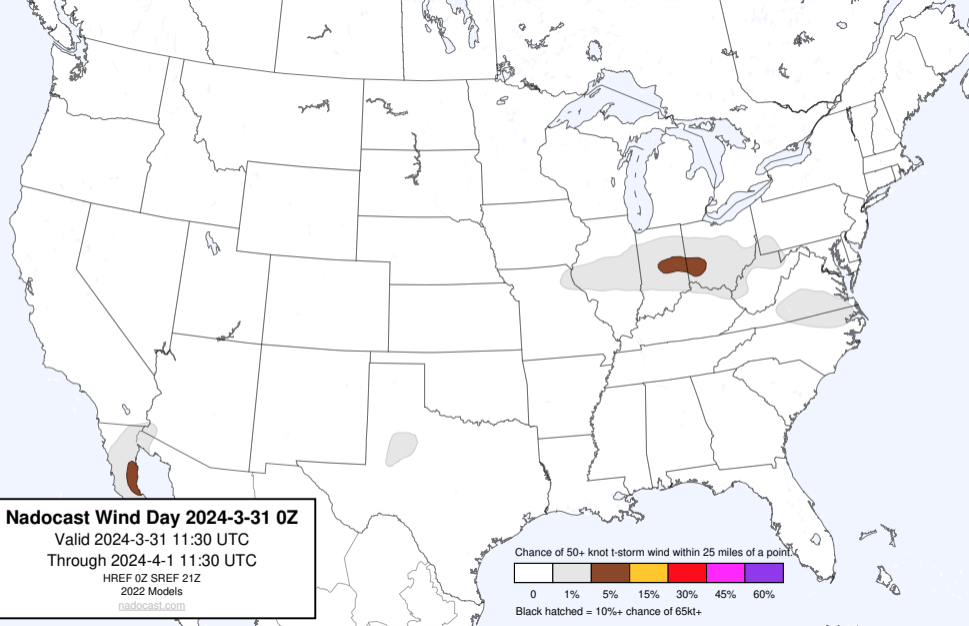 Nadocast Wind Day 2024-3-31 0Z
Valid 2024-3-31 11:30 UTC
Through 2024-4-1 11:30 UTC
HREF 0Z SREF 21Z
2022 Models
nadocast.com
Chance of 50+ knot t-storm wind within 25 miles of a point.
0 1% 5% 15% 30% 45% 60%
Black hatched = 10%+ chance of 65kt+